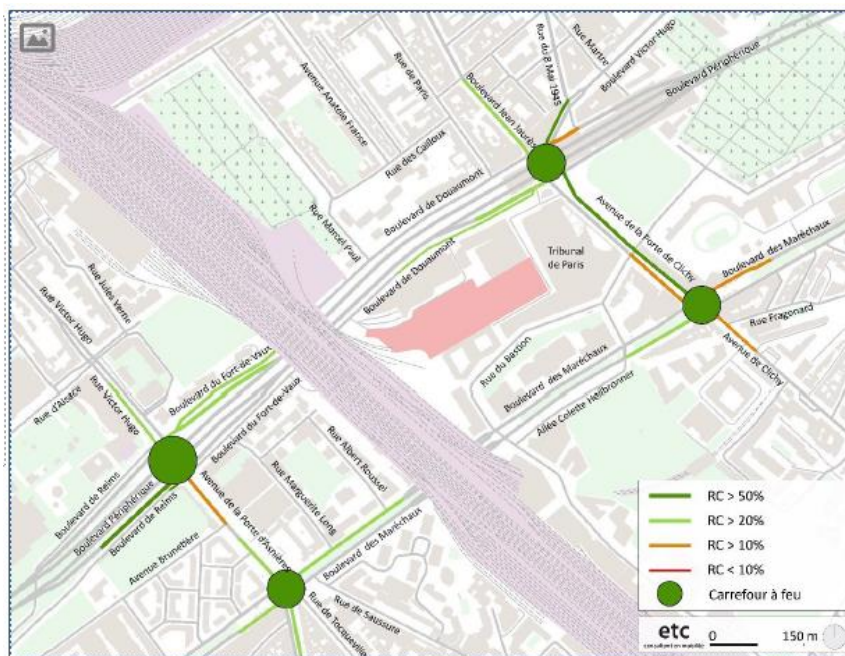 Rue Martre
Boulevard Victor Hugo
Rue du 8 Mai 1945
Boulevard Périphérique
Rue de Paris
Avenue Anatole France
Boulevard Jean Jaurès
Rue des Cailloux
Boulevard de Douaumont
Rue Marcel Paul
Boulevard de Douaumont
Tribunal
de Paris
Avenue de la Porte de Clichy
Boulevard des Maréchaux
Rue Fragonard
Avenue de Clichy
Rue du Bastion
Boulevard des Maréchaux
Allée Colette Heilbronner
Rue Jules Verne
Rue Victor Hugo
Rue d'Alsace
Rue Victor Hugo
Boulevard du Fort-de-Vaux
Boulevard du Fort-de-Vaux
Boulevard de Reims
Boulevard Périphérique
Boulevard de Reims
Avenue Brunetière
Avenue de la Porte d'Asnières
Rue Marguerite Long
Rue Albert Roussel
Boulevard des Maréchaux
Rue de Saussure
Rue de Tocqueville
RC > 50%
RC > 20%
RC > 10%
RC < 10%
Carrefour à feu
etc
0 150 m